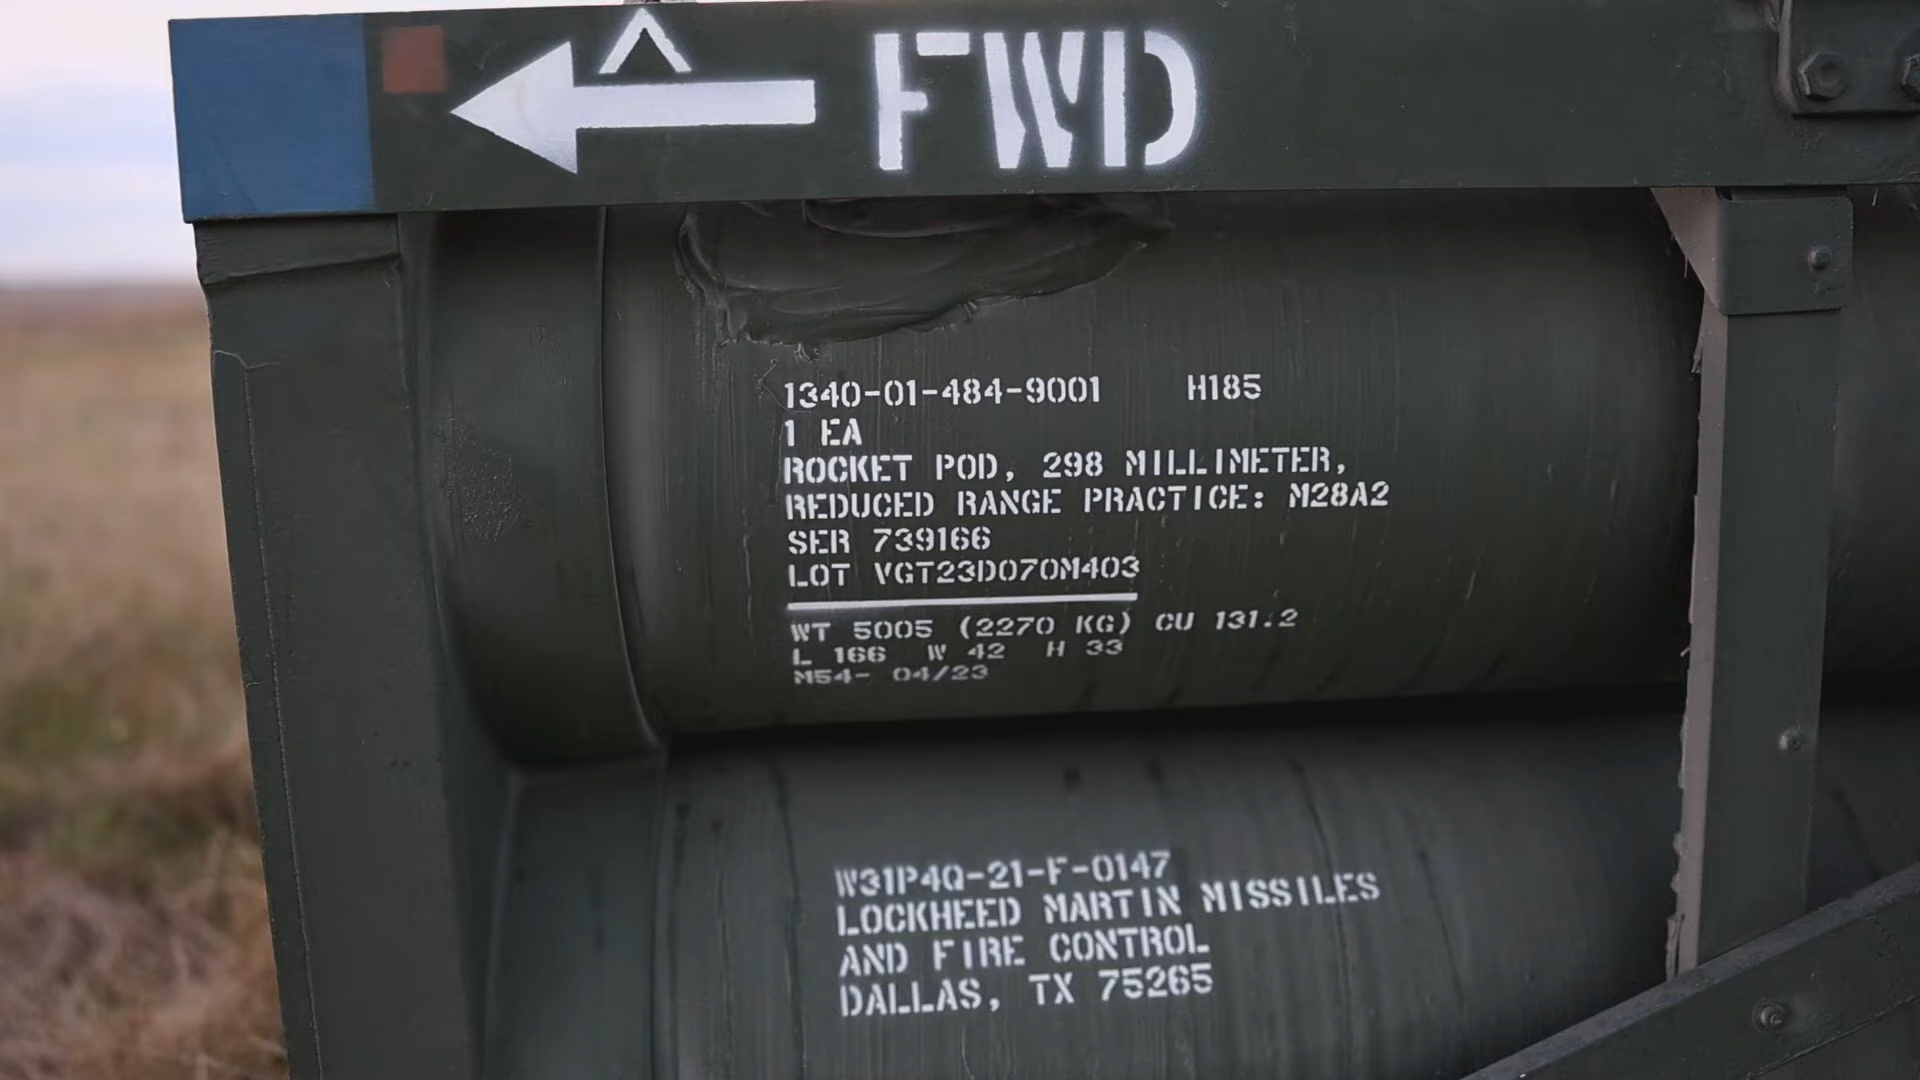 FWD
1340-01-484-9001 H185
1 EA
ROCKET POD, 298 MILLIMETER,
REDUCED RANGE PRACTICE: M28A2
SER 739166
LOT VGT23D070M403
WT 5005 (2270 KG) CU 131.2
L 166 W 42 H 33
M54- 04/23
W31P4Q-21-F-0147
LOCKHEED MARTIN MISSILES
AND FIRE CONTROL
DALLAS, TX 75265